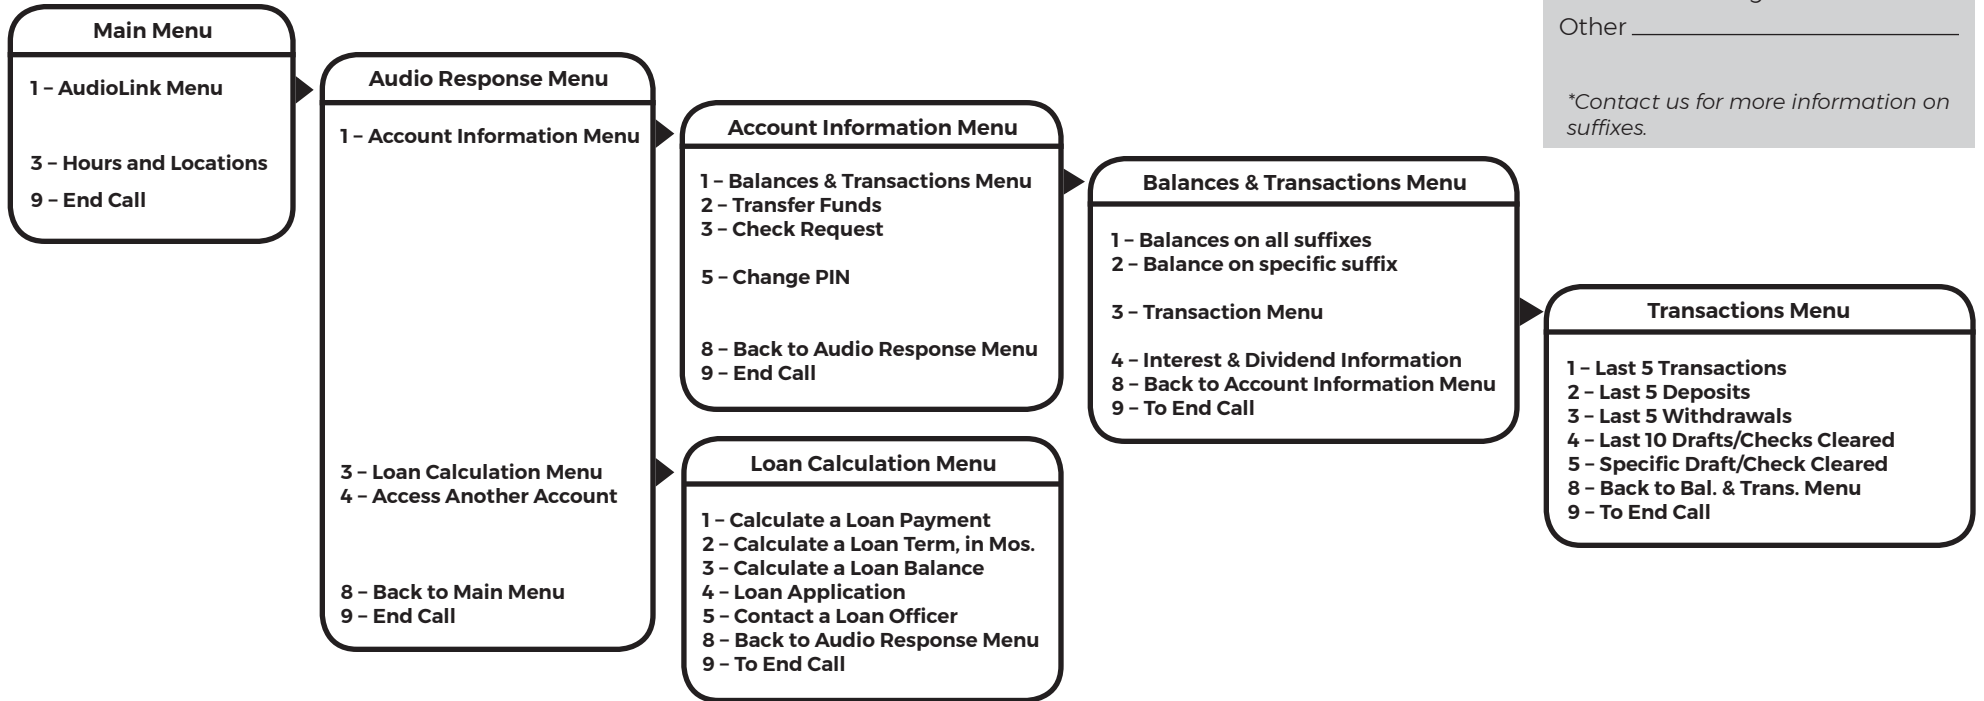 Main Menu
1 – AudioLink Menu
3 – Hours and Locations
9 – End Call
Audio Response Menu
1 – Account Information Menu
3 – Loan Calculation Menu
4 – Access Another Account
8 – Back to Main Menu
9 – End Call
Account Information Menu
1 – Balances & Transactions Menu
2 – Transfer Funds
3 – Check Request
5 – Change PIN
8 – Back to Audio Response Menu
9 – End Call
Loan Calculation Menu
1 – Calculate a Loan Payment
2 – Calculate a Loan Term, in Mos.
3 – Calculate a Loan Balance
4 – Loan Application
5 – Contact a Loan Officer
8 – Back to Audio Response Menu
9 – To End Call
Balances & Transactions Menu
1 – Balances on all suffixes
2 – Balance on specific suffix
3 – Transaction Menu
4 – Interest & Dividend Information
8 – Back to Account Information Menu
9 – To End Call
Other
*Contact us for more information on
suffixes.
Transactions Menu
1 – Last 5 Transactions
2 – Last 5 Deposits
3 – Last 5 Withdrawals
4 – Last 10 Drafts/Checks Cleared
5 – Specific Draft/Check Cleared
8 – Back to Bal. & Trans. Menu
9 – To End Call